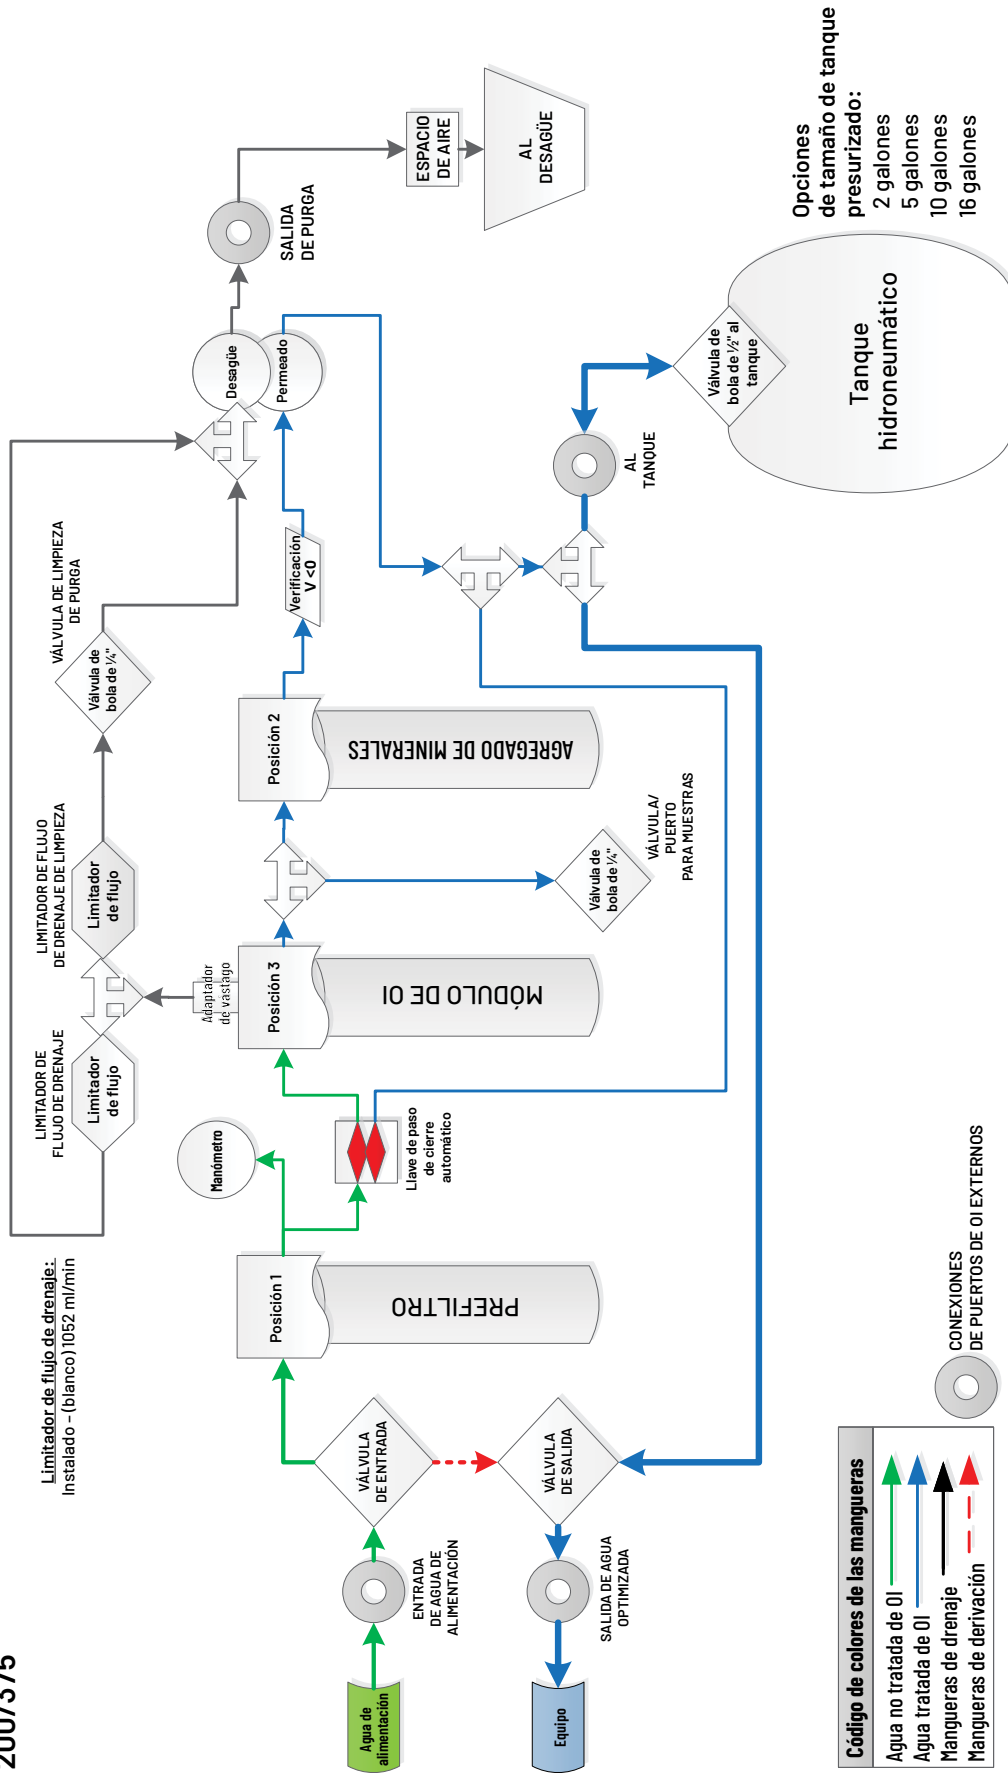 200/375
Limitador de flujo de drenaje:
Instalado – (blanco) 1052 ml/min
LIMITADOR DE
FLUJO DE DRENAJE
Limitador
de flujo
LIMITADOR DE FLUJO
DE DRENAJE DE LIMPIEZA
Limitador
de flujo
VÁLVULA DE LIMPIEZA
DE PURGA
Válvula de
bola de ¼"
Desagüe
Permeado
SALIDA
DE PURGA
ESPACIO
DE AIRE
AL
DESAGÜE
Manómetro
Adaptador
de vástago
Posición 1
PREFILTRO
Posición 3
MÓDULO DE OI
Posición 2
AGREGADO DE MINERALES
Verificación
V <0
Llave de paso
de cierre
automático
Válvula de
bola de ¼"
VÁLVULA/
PUERTO
PARA MUESTRAS
Agua de
alimentación
ENTRADA
DE AGUA DE
ALIMENTACIÓN
VÁLVULA
DE ENTRADA
Equipo
SALIDA DE AGUA
OPTIMIZADA
VÁLVULA
DE SALIDA
AL
TANQUE
Válvula de
bola de ½" al
tanque
Tanque
hidroneumático
Opciones
de tamaño de tanque
presurizado:
2 galones
5 galones
10 galones
16 galones
Código de colores de las mangueras
Agua no tratada de OI
Agua tratada de OI
Mangueras de drenaje
Mangueras de derivación
CONEXIONES
DE PUERTOS DE OI EXTERNOS